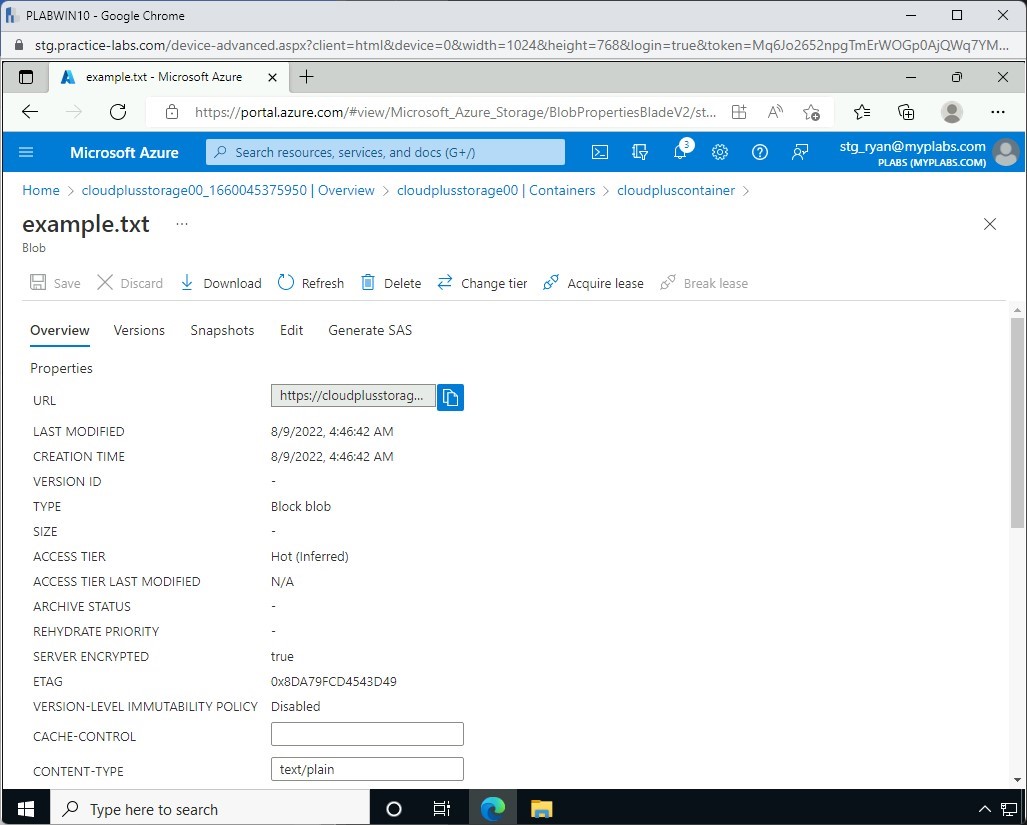 PLABWIN10 - Google Chrome
stg.practice-labs.com/device-advanced.aspx?client=html&device=0&width=1024&height=768&login=true&token=Mq6Jo2652npgTmErWOGp0AjQWq7YM...
example.txt - Microsoft Azure
https://portal.azure.com/#view/Microsoft_Azure_Storage/BlobPropertiesBladeV2/st...
Microsoft Azure
Search resources, services, and docs (G+/)
3
stg_ryan@myplabs.com
PLABS (MYPLABS.COM)
Home > cloudplusstorage00_1660045375950 | Overview > cloudplusstorage00 | Containers > cloudpluscontainer >
example.txt ...
Blob
Save Discard Download Refresh Delete Change tier Acquire lease Break lease
Overview Versions Snapshots Edit Generate SAS
Properties
URL https://cloudplusstorag...
LAST MODIFIED 8/9/2022, 4:46:42 AM
CREATION TIME 8/9/2022, 4:46:42 AM
VERSION ID -
TYPE Block blob
SIZE -
ACCESS TIER Hot (Inferred)
ACCESS TIER LAST MODIFIED N/A
ARCHIVE STATUS -
REHYDRATE PRIORITY -
SERVER ENCRYPTED true
ETAG 0x8DA79FCD4543D49
VERSION-LEVEL IMMUTABILITY POLICY Disabled
CACHE-CONTROL
CONTENT-TYPE text/plain
Type here to search